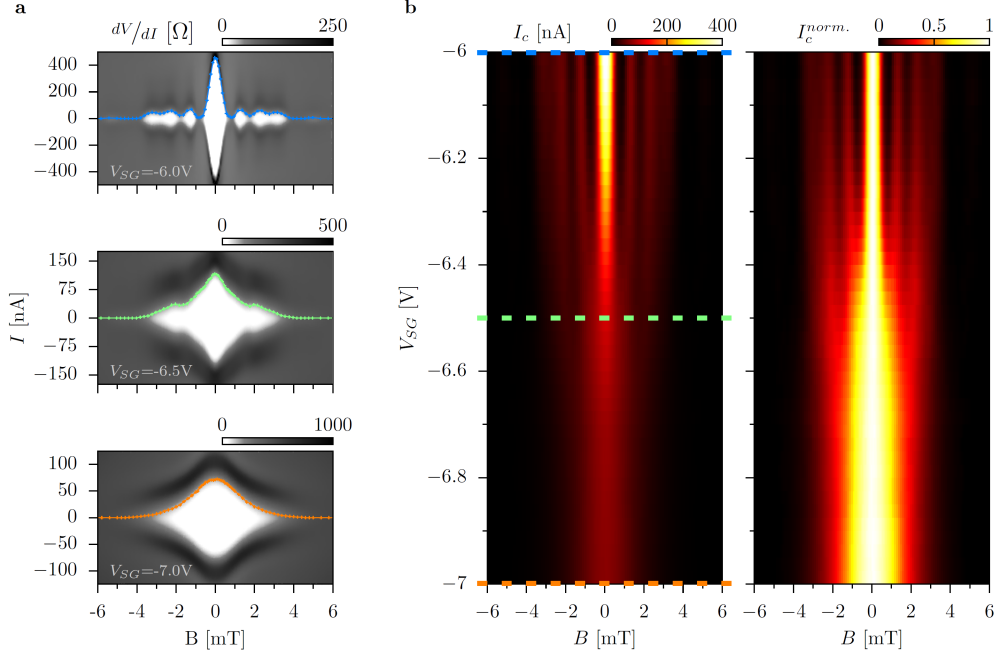 a
dV/dI [Ω]
0 250
400
200
0
−200
−400
V_SG=-6.0V
0 500
150
75
0
−75
−150
V_SG=-6.5V
I [nA]
0 1000
100
50
0
−50
−100
V_SG=-7.0V
-6 -4 -2 0 2 4 6
B [mT]
b
I_c [nA]
0 200 400
−6
−6.2
−6.4
−6.6
−6.8
−7
V_SG [V]
−6 −4 −2 0 2 4 6
B [mT]
I_c^norm.
0 0.5 1
−6 −4 −2 0 2 4 6
B [mT]